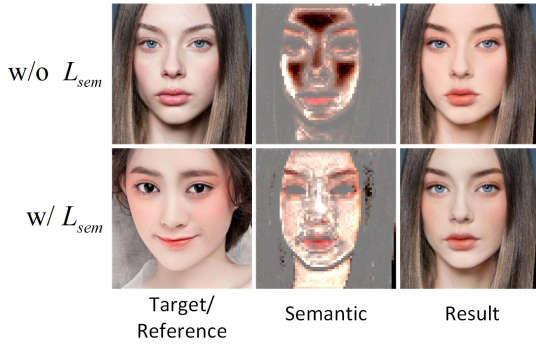 w/o L_sem
w/ L_sem
Target/
Reference
Semantic
Result